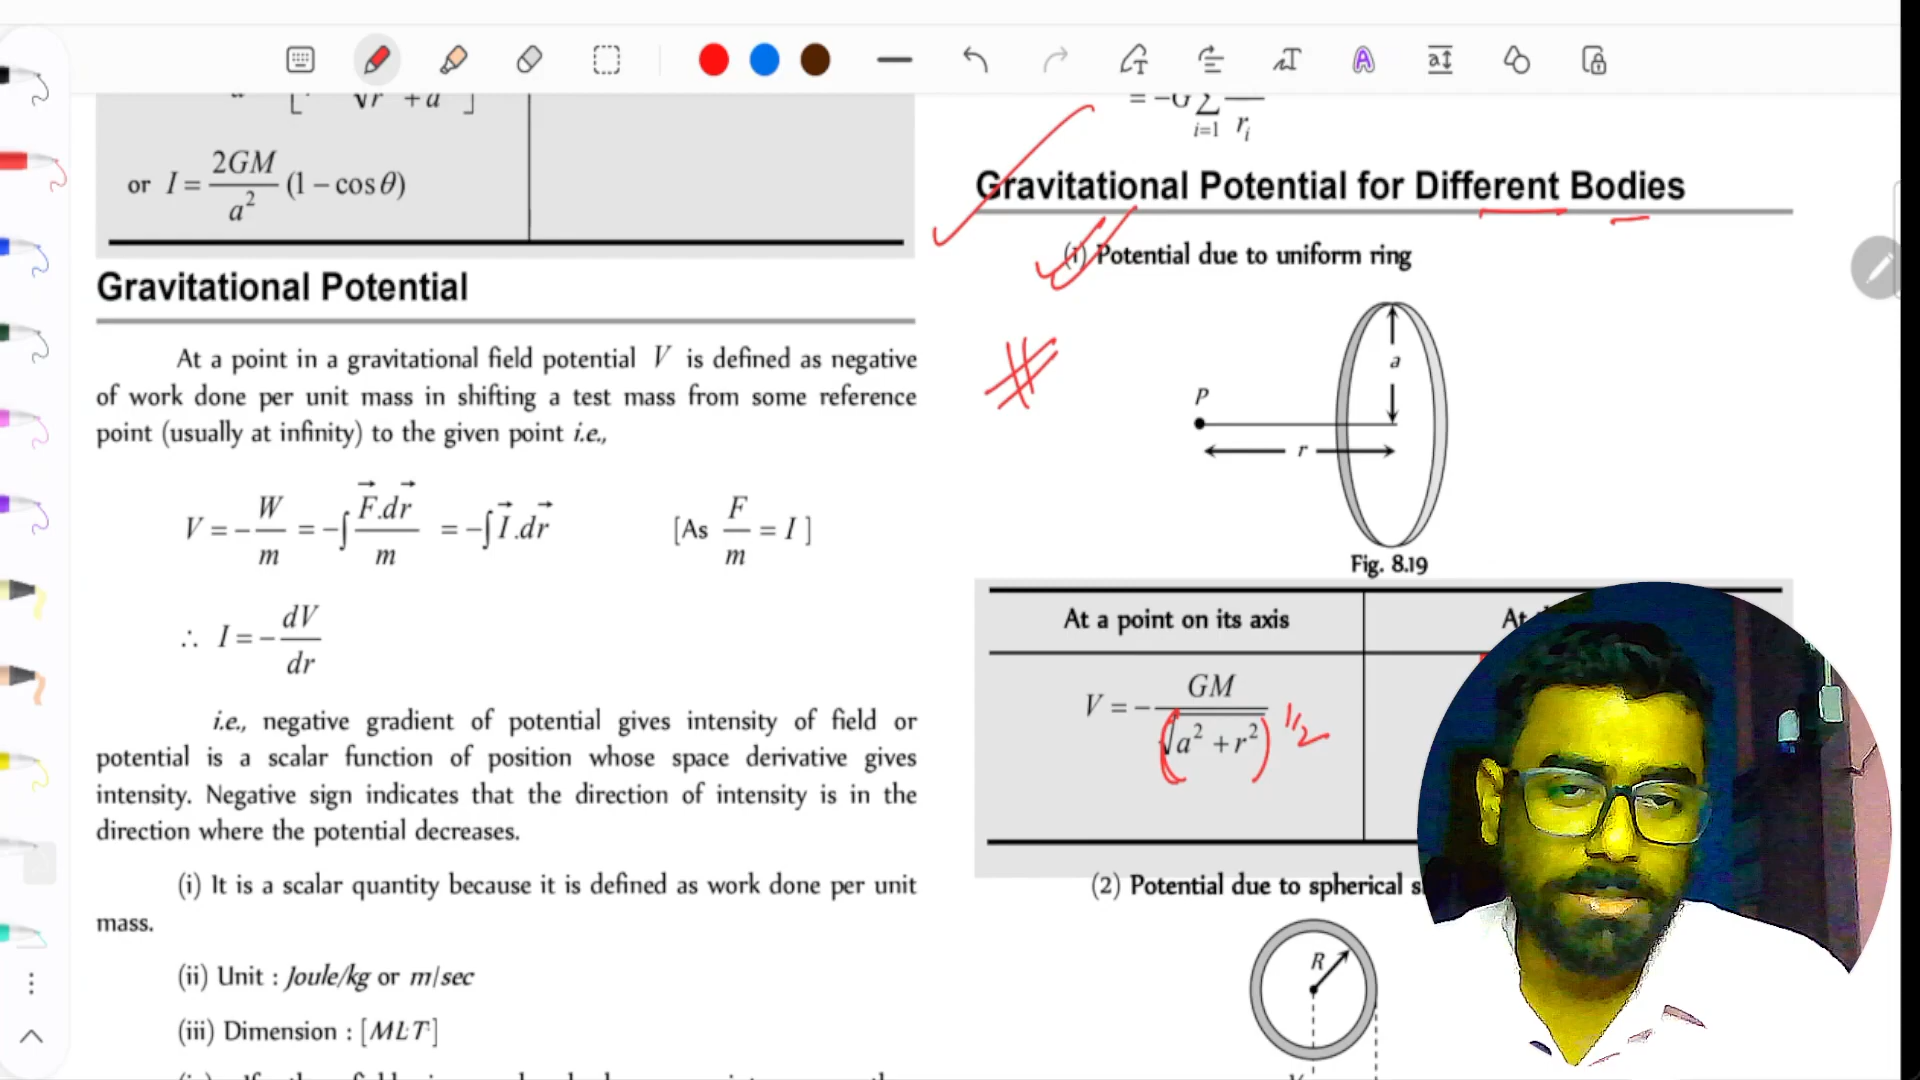 or I = 2GM/a² (1 – cosθ)
Gravitational Potential
At a point in a gravitational field potential V is defined as negative
of work done per unit mass in shifting a test mass from some reference
point (usually at infinity) to the given point i.e.,
V = – W/m = –∫ F⃗.dr⃗/m = –∫ I⃗.dr⃗ [As F/m = I ]
∴ I = – dV/dr
i.e., negative gradient of potential gives intensity of field or
potential is a scalar function of position whose space derivative gives
intensity. Negative sign indicates that the direction of intensity is in the
direction where the potential decreases.
(i) It is a scalar quantity because it is defined as work done per unit
mass.
(ii) Unit : Joule/kg or m/sec
(iii) Dimension : [MLT]
= –G Σ i=1 rᵢ
Gravitational Potential for Different Bodies
(1) Potential due to uniform ring
P
a
r
Fig. 8.19
At a point on its axis
At
V = – GM/√(a² + r²) 1/2
(2) Potential due to spherical s
R